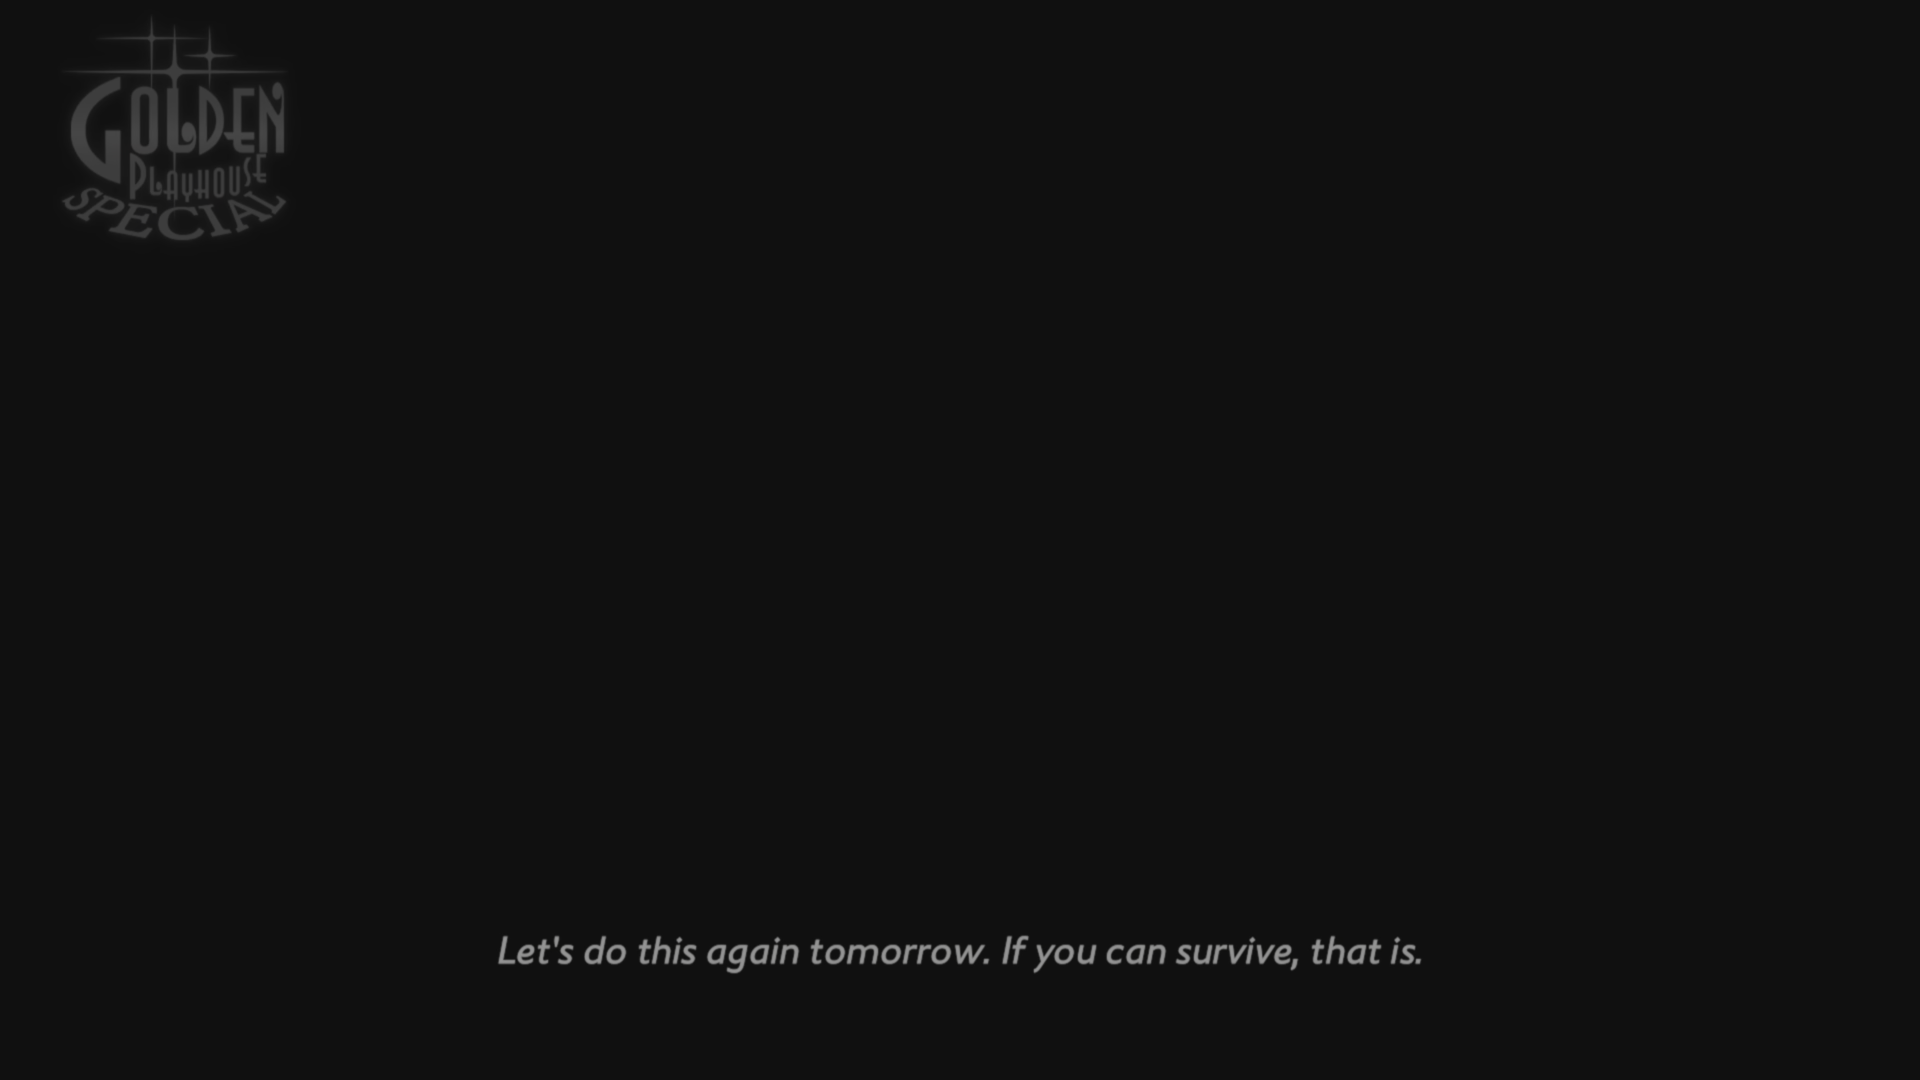 GOLDEN
PLAYHOUSE
SPECIAL
Let's do this again tomorrow. If you can survive, that is.